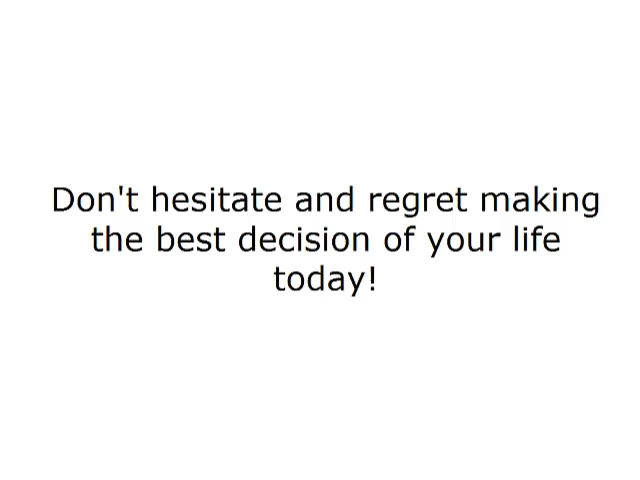 Don't hesitate and regret making
the best decision of your life
today!